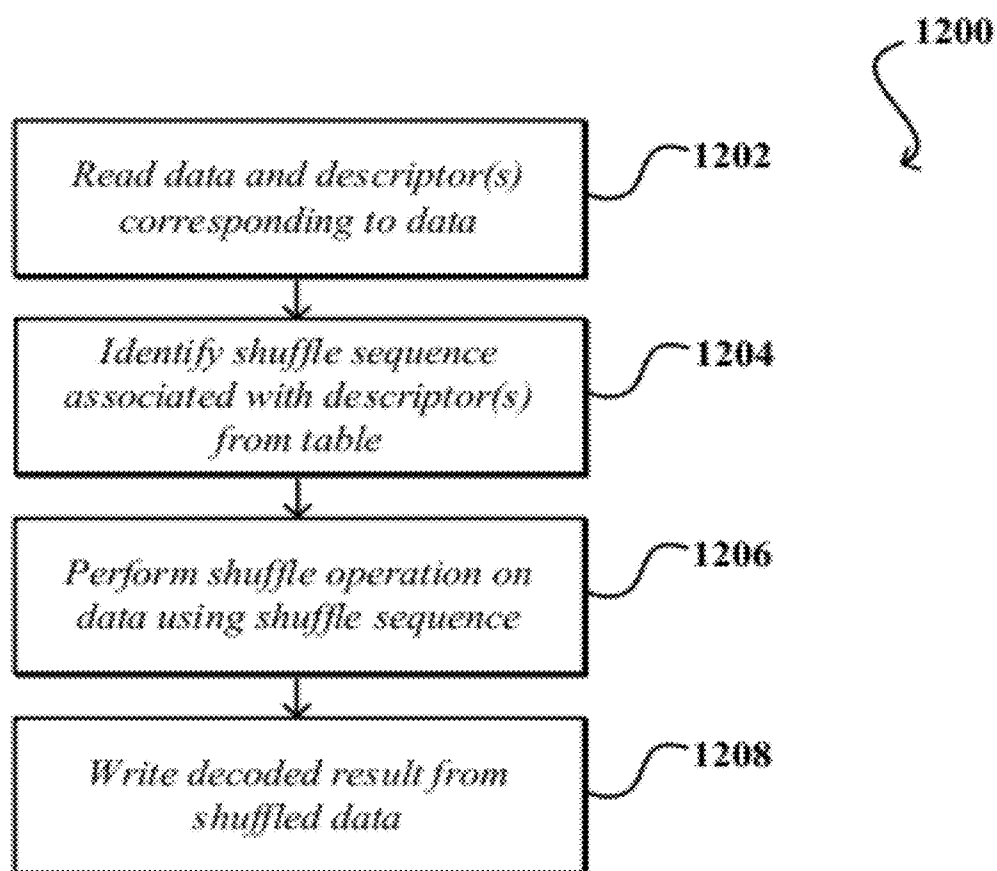 1200
Read data and descriptor(s)
corresponding to data
1202
Identify shuffle sequence
associated with descriptor(s)
from table
1204
Perform shuffle operation on
data using shuffle sequence
1206
Write decoded result from
shuffled data
1208